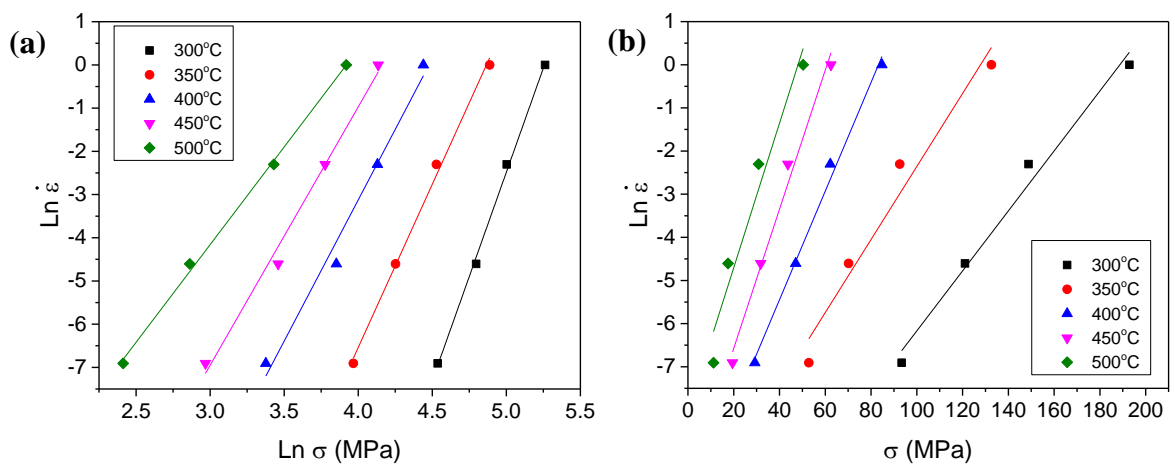 (a)
300°C
350°C
400°C
450°C
500°C
1
0
-1
-2
-3
-4
-5
-6
-7
Ln ε̇
2.5 3.0 3.5 4.0 4.5 5.0 5.5
Ln σ (MPa)
(b)
300°C
350°C
400°C
450°C
500°C
1
0
-1
-2
-3
-4
-5
-6
-7
Ln ε̇
0 20 40 60 80 100 120 140 160 180 200
σ (MPa)